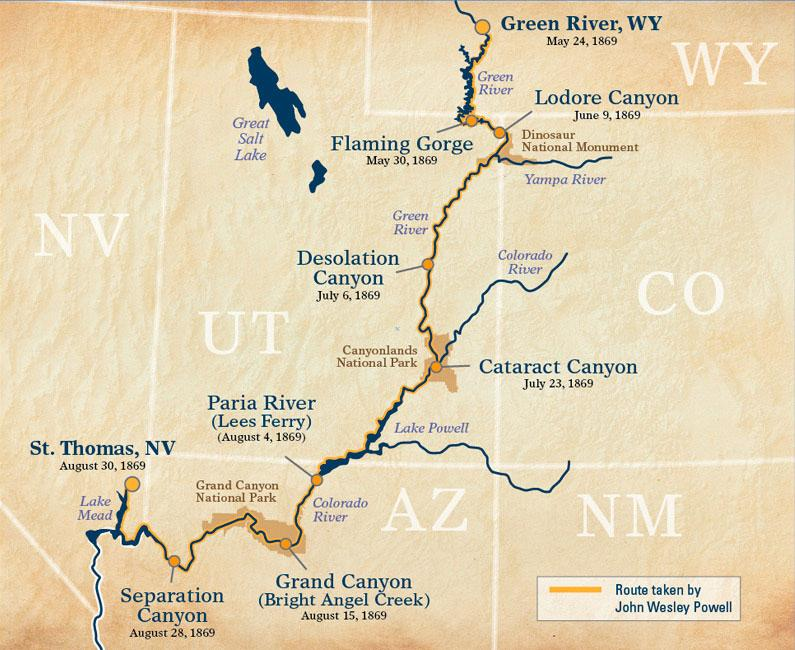 Green River, WY
May 24, 1869
WY
Green
River
Lodore Canyon
June 9, 1869
Great
Salt
Lake
Flaming Gorge
May 30, 1869
Dinosaur
National Monument
Yampa River
NV
Green
River
Desolation
Canyon
July 6, 1869
Colorado
River
CO
UT
Canyonlands
National Park
Cataract Canyon
July 23, 1869
Paria River
(Lees Ferry)
(August 4, 1869)
Lake Powell
St. Thomas, NV
August 30, 1869
Grand Canyon
National Park
Lake
Mead
Colorado
River
AZ
NM
Separation
Canyon
August 28, 1869
Grand Canyon
(Bright Angel Creek)
August 15, 1869
Route taken by
John Wesley Powell